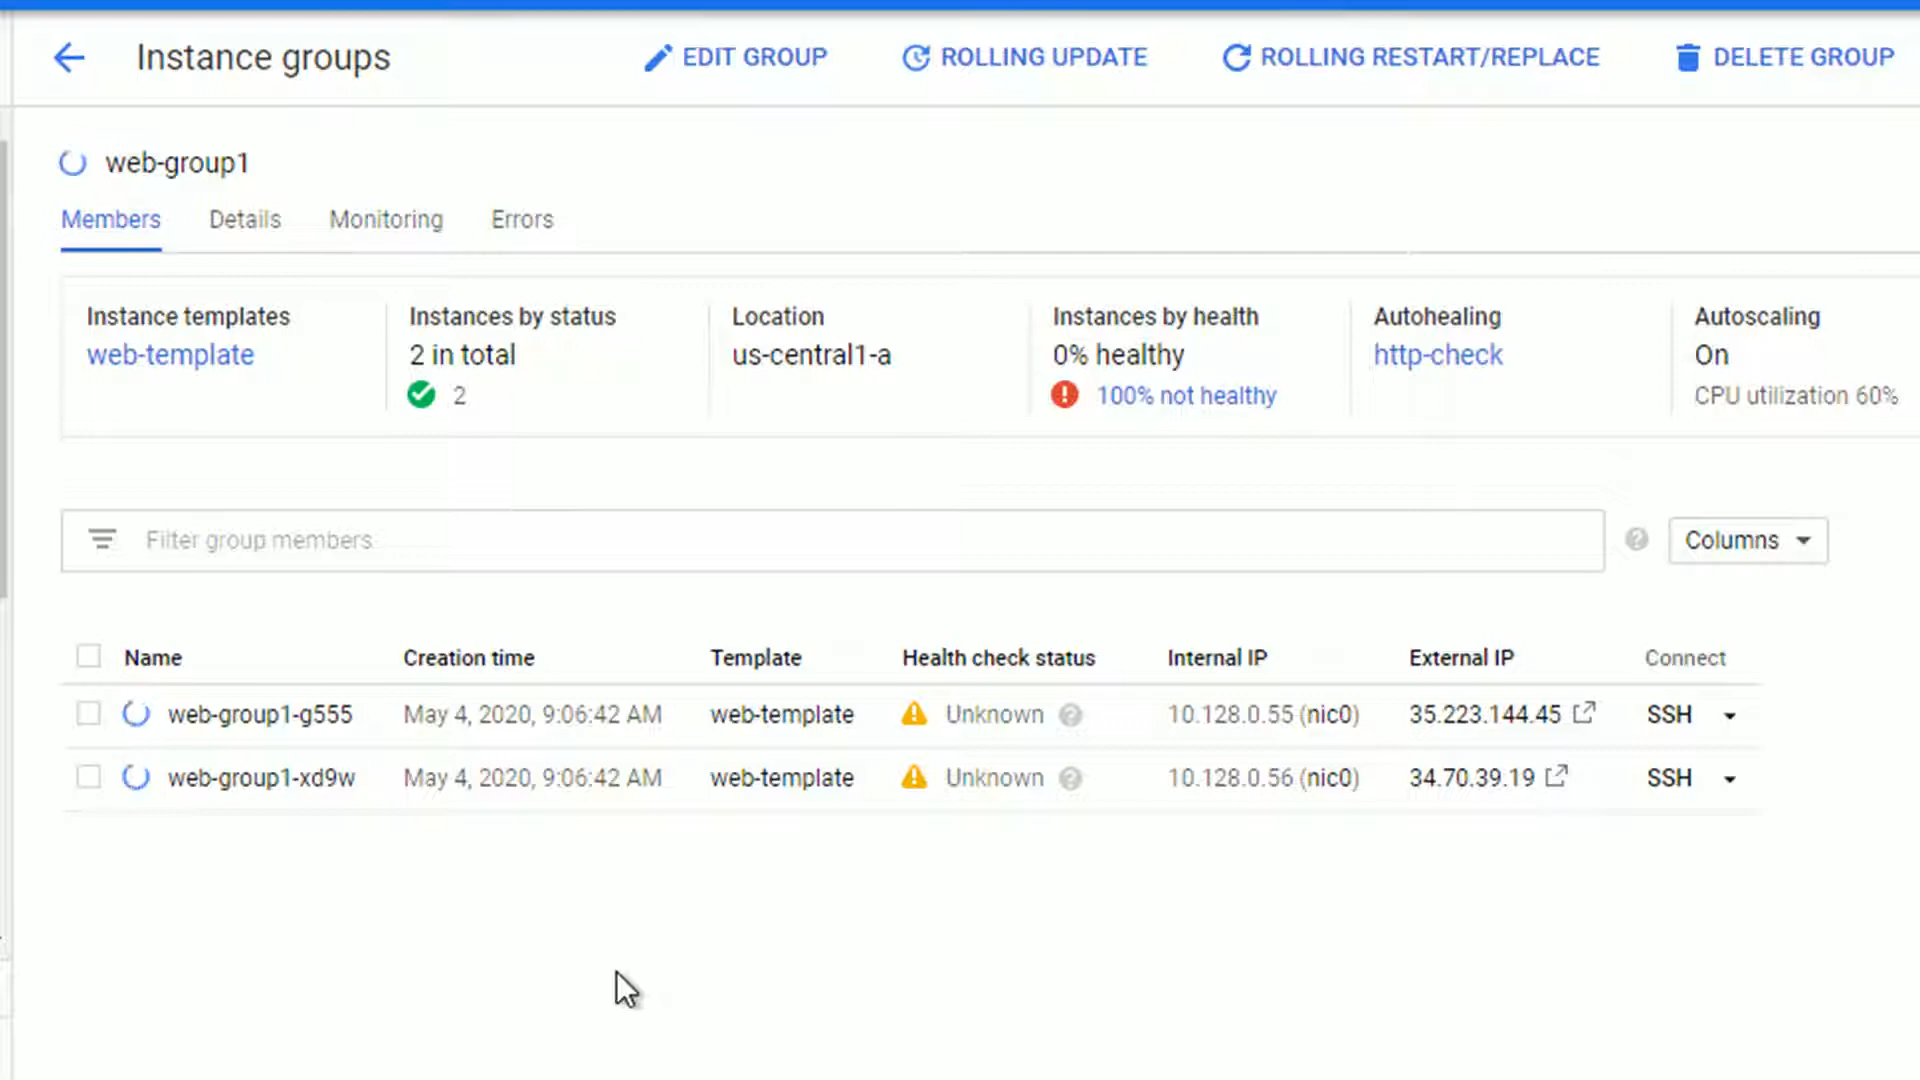 Instance groups EDIT GROUP ROLLING UPDATE ROLLING RESTART/REPLACE DELETE GROUP
web-group1
Members Details Monitoring Errors
Instance templates Instances by status Location Instances by health Autohealing Autoscaling
web-template 2 in total us-central1-a 0% healthy http-check On
2 100% not healthy CPU utilization 60%
Filter group members Columns
Name Creation time Template Health check status Internal IP External IP Connect
web-group1-g555 May 4, 2020, 9:06:42 AM web-template Unknown 10.128.0.55 (nic0) 35.223.144.45 SSH
web-group1-xd9w May 4, 2020, 9:06:42 AM web-template Unknown 10.128.0.56 (nic0) 34.70.39.19 SSH